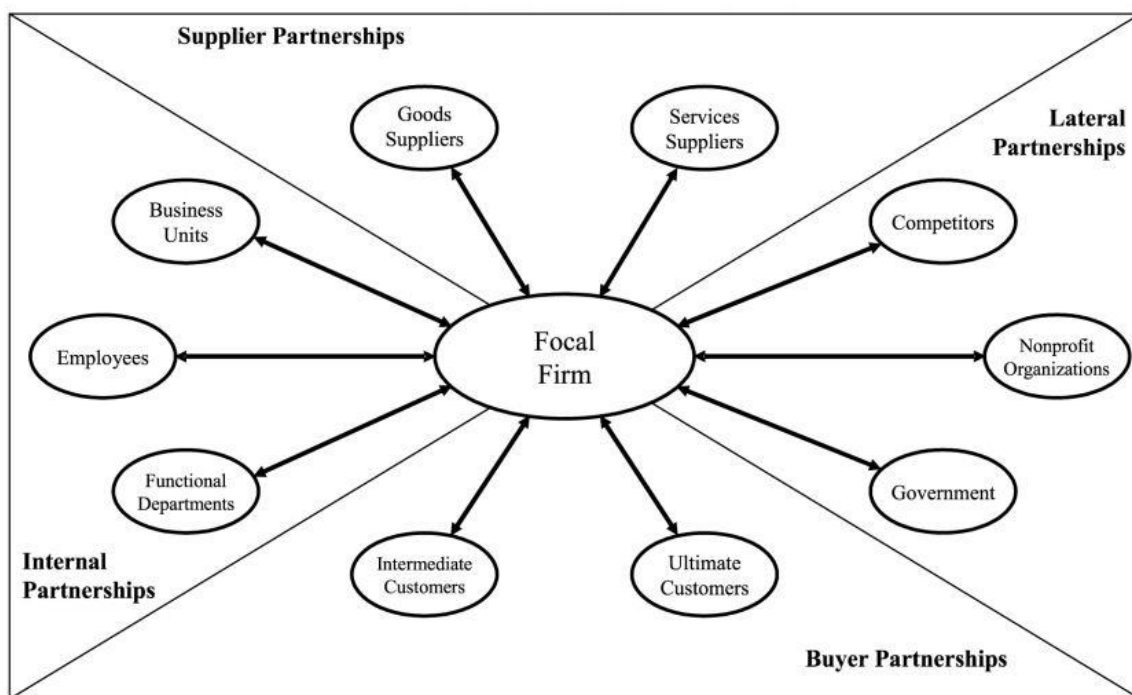 Supplier Partnerships
Goods
Suppliers
Services
Suppliers
Lateral
Partnerships
Business
Units
Competitors
Employees
Focal
Firm
Nonprofit
Organizations
Functional
Departments
Government
Internal
Partnerships
Intermediate
Customers
Ultimate
Customers
Buyer Partnerships